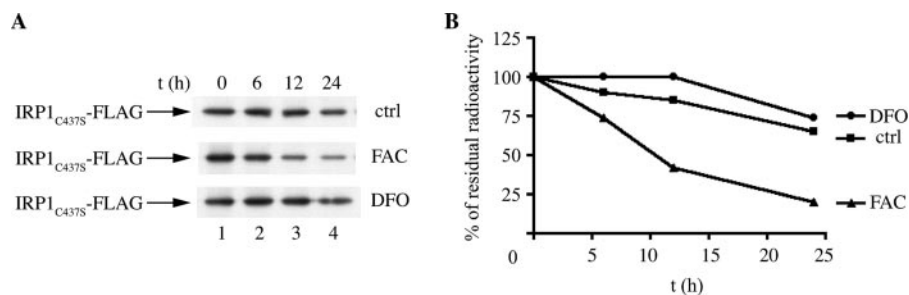 A
t (h) 0 6 12 24
IRP1C437S-FLAG ctrl
IRP1C437S-FLAG FAC
IRP1C437S-FLAG DFO
1 2 3 4
B
% of residual radioactivity
125
100
75
50
25
0 5 10 15 20 25
t (h)
DFO
ctrl
FAC